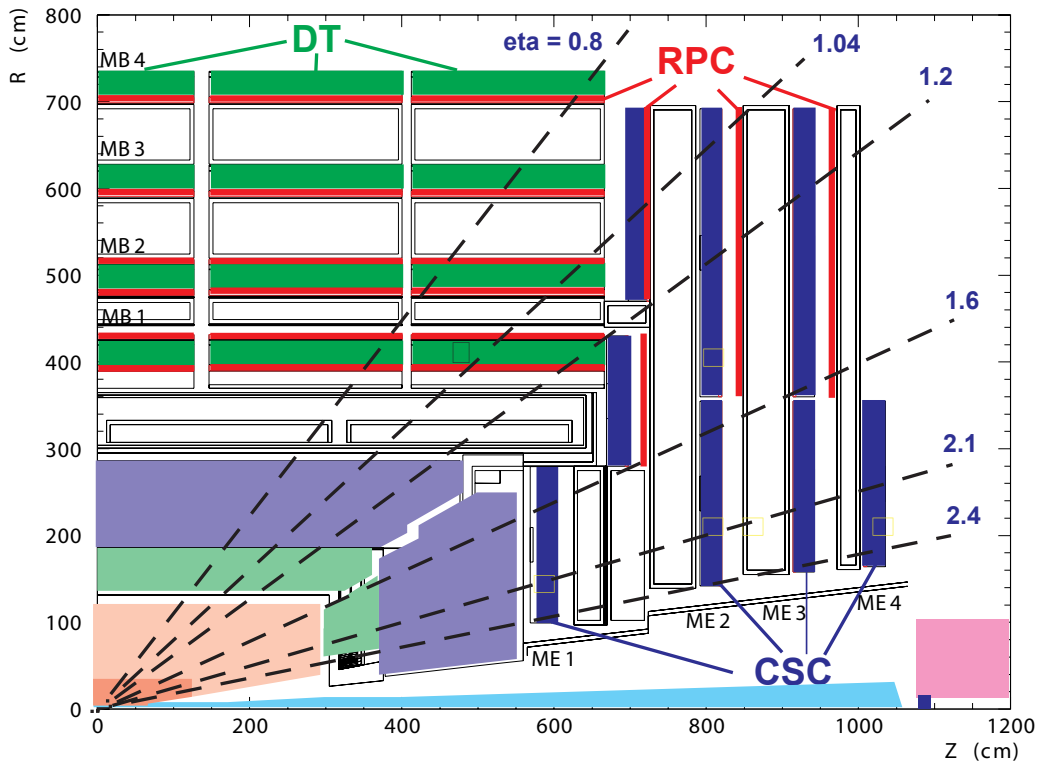 R (cm)
800
700
600
500
400
300
200
100
0
MB 4
MB 3
MB 2
MB 1
DT
eta = 0.8
1.04
RPC
1.2
1.6
2.1
2.4
ME 1
ME 2
ME 3
ME 4
CSC
0
200
400
600
800
1000
1200
Z (cm)